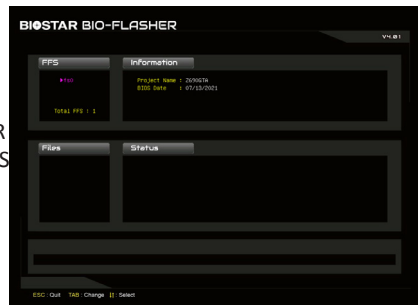 BIOSTAR BIO-FLASHER
V4.01
FFS
Information
Project Name : Z690GTA
BIOS Date : 07/13/2021
Total FFS : 1
R
S
Files
Status
ESC : Quit TAB : Change : Select